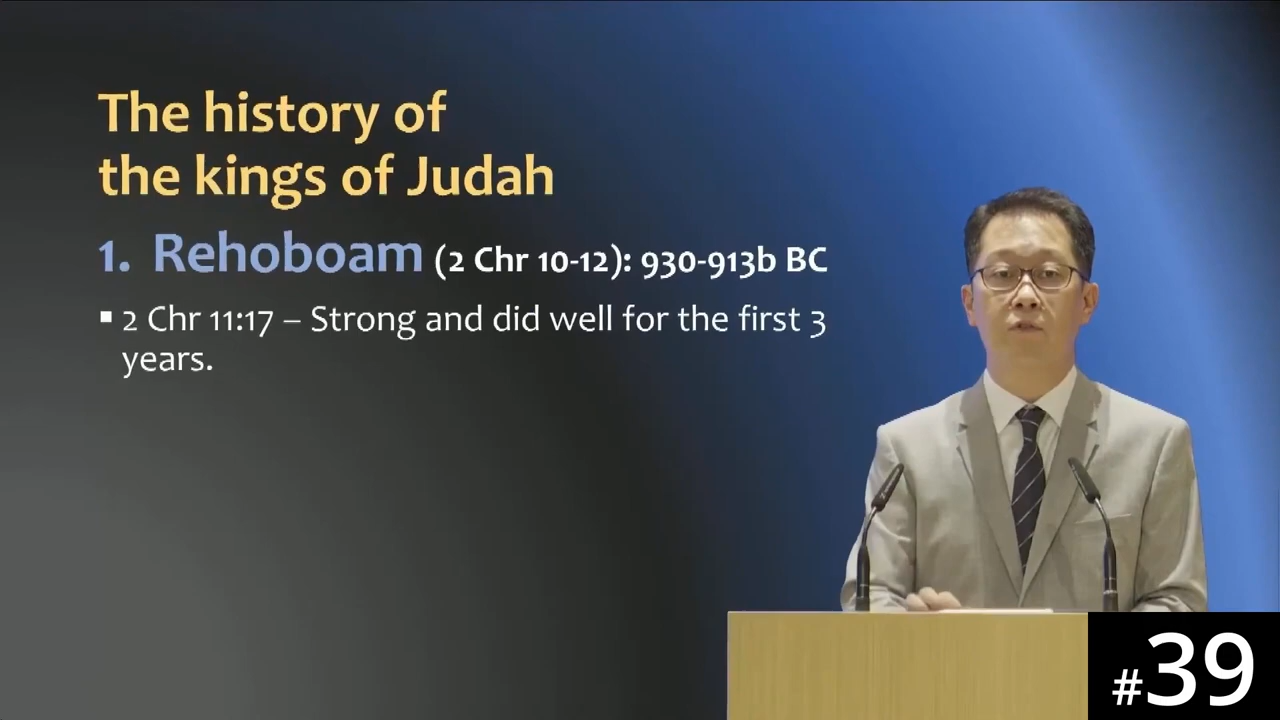 The history of
the kings of Judah
1. Rehoboam (2 Chr 10-12): 930-913b BC
▪ 2 Chr 11:17 – Strong and did well for the first 3
years.
#39